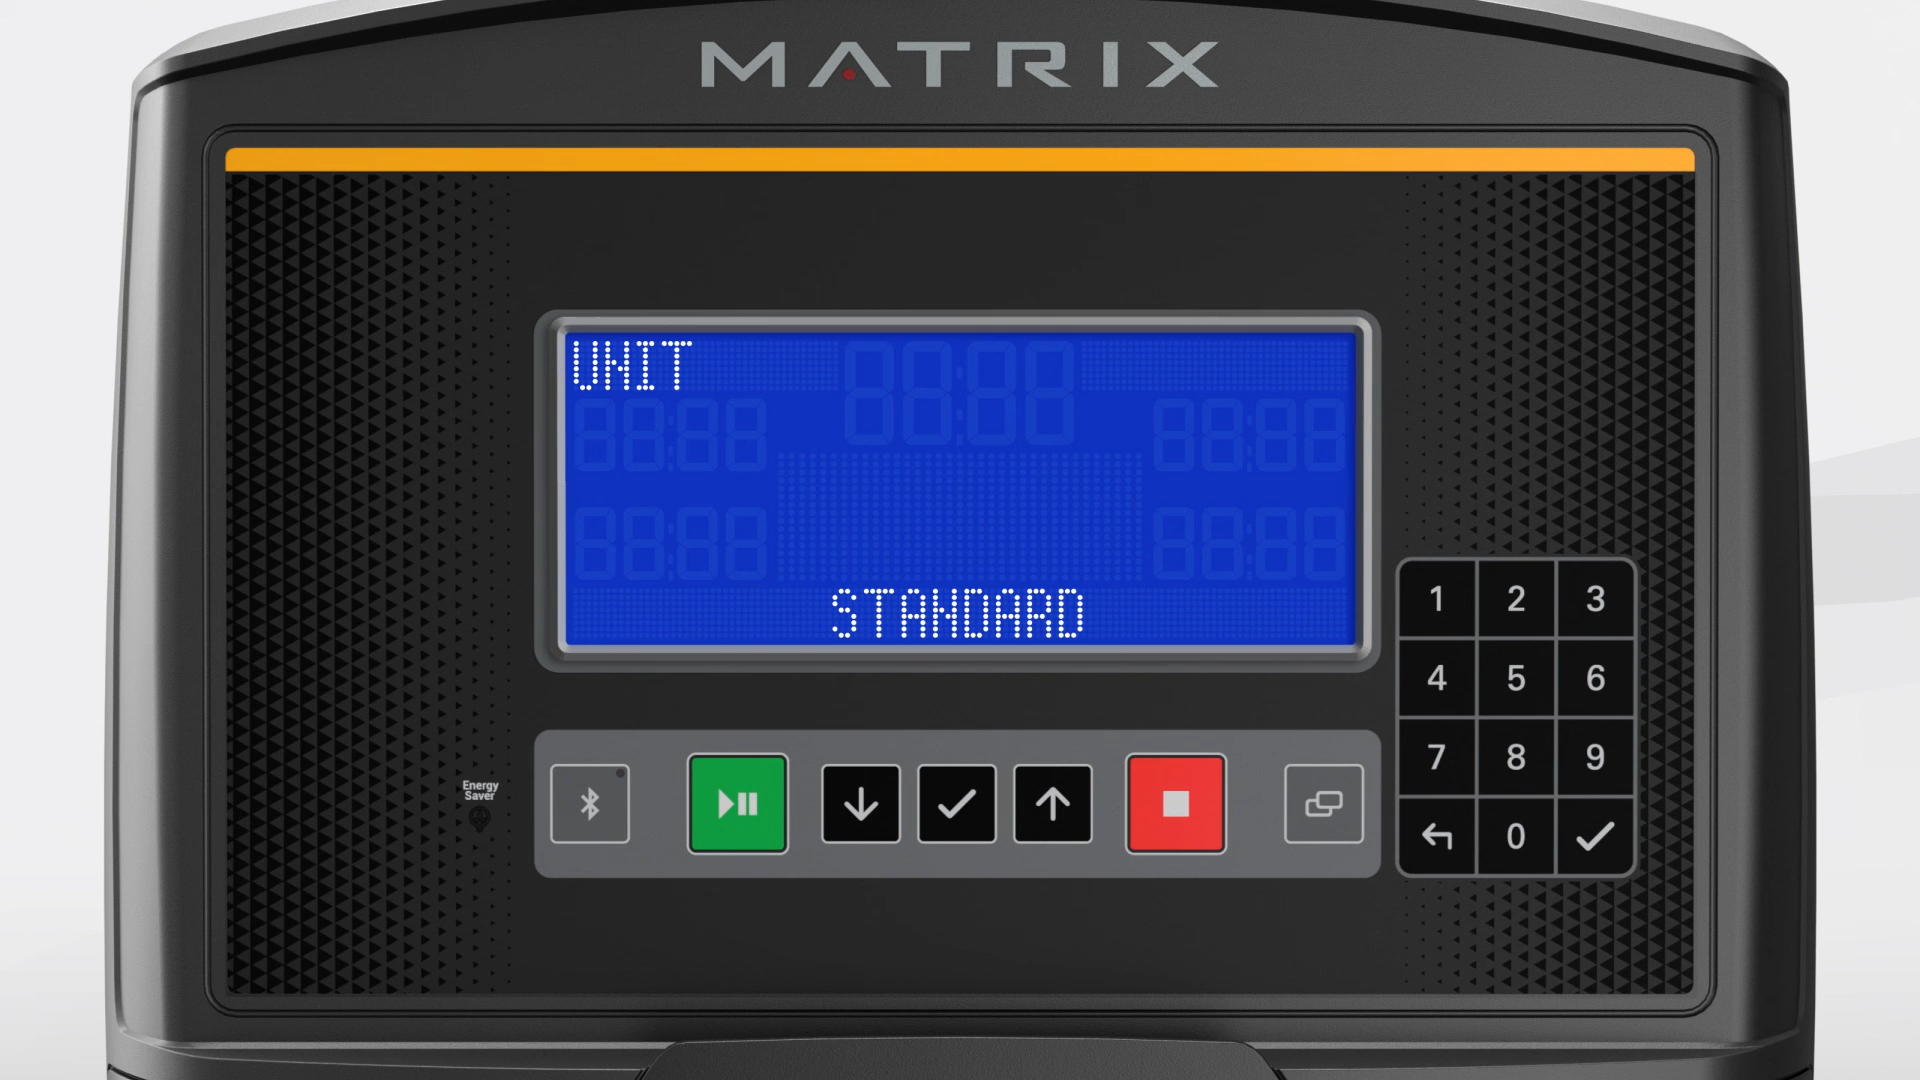 MATRIX
UNIT
STANDARD
Energy
Saver
1 2 3
4 5 6
7 8 9
0